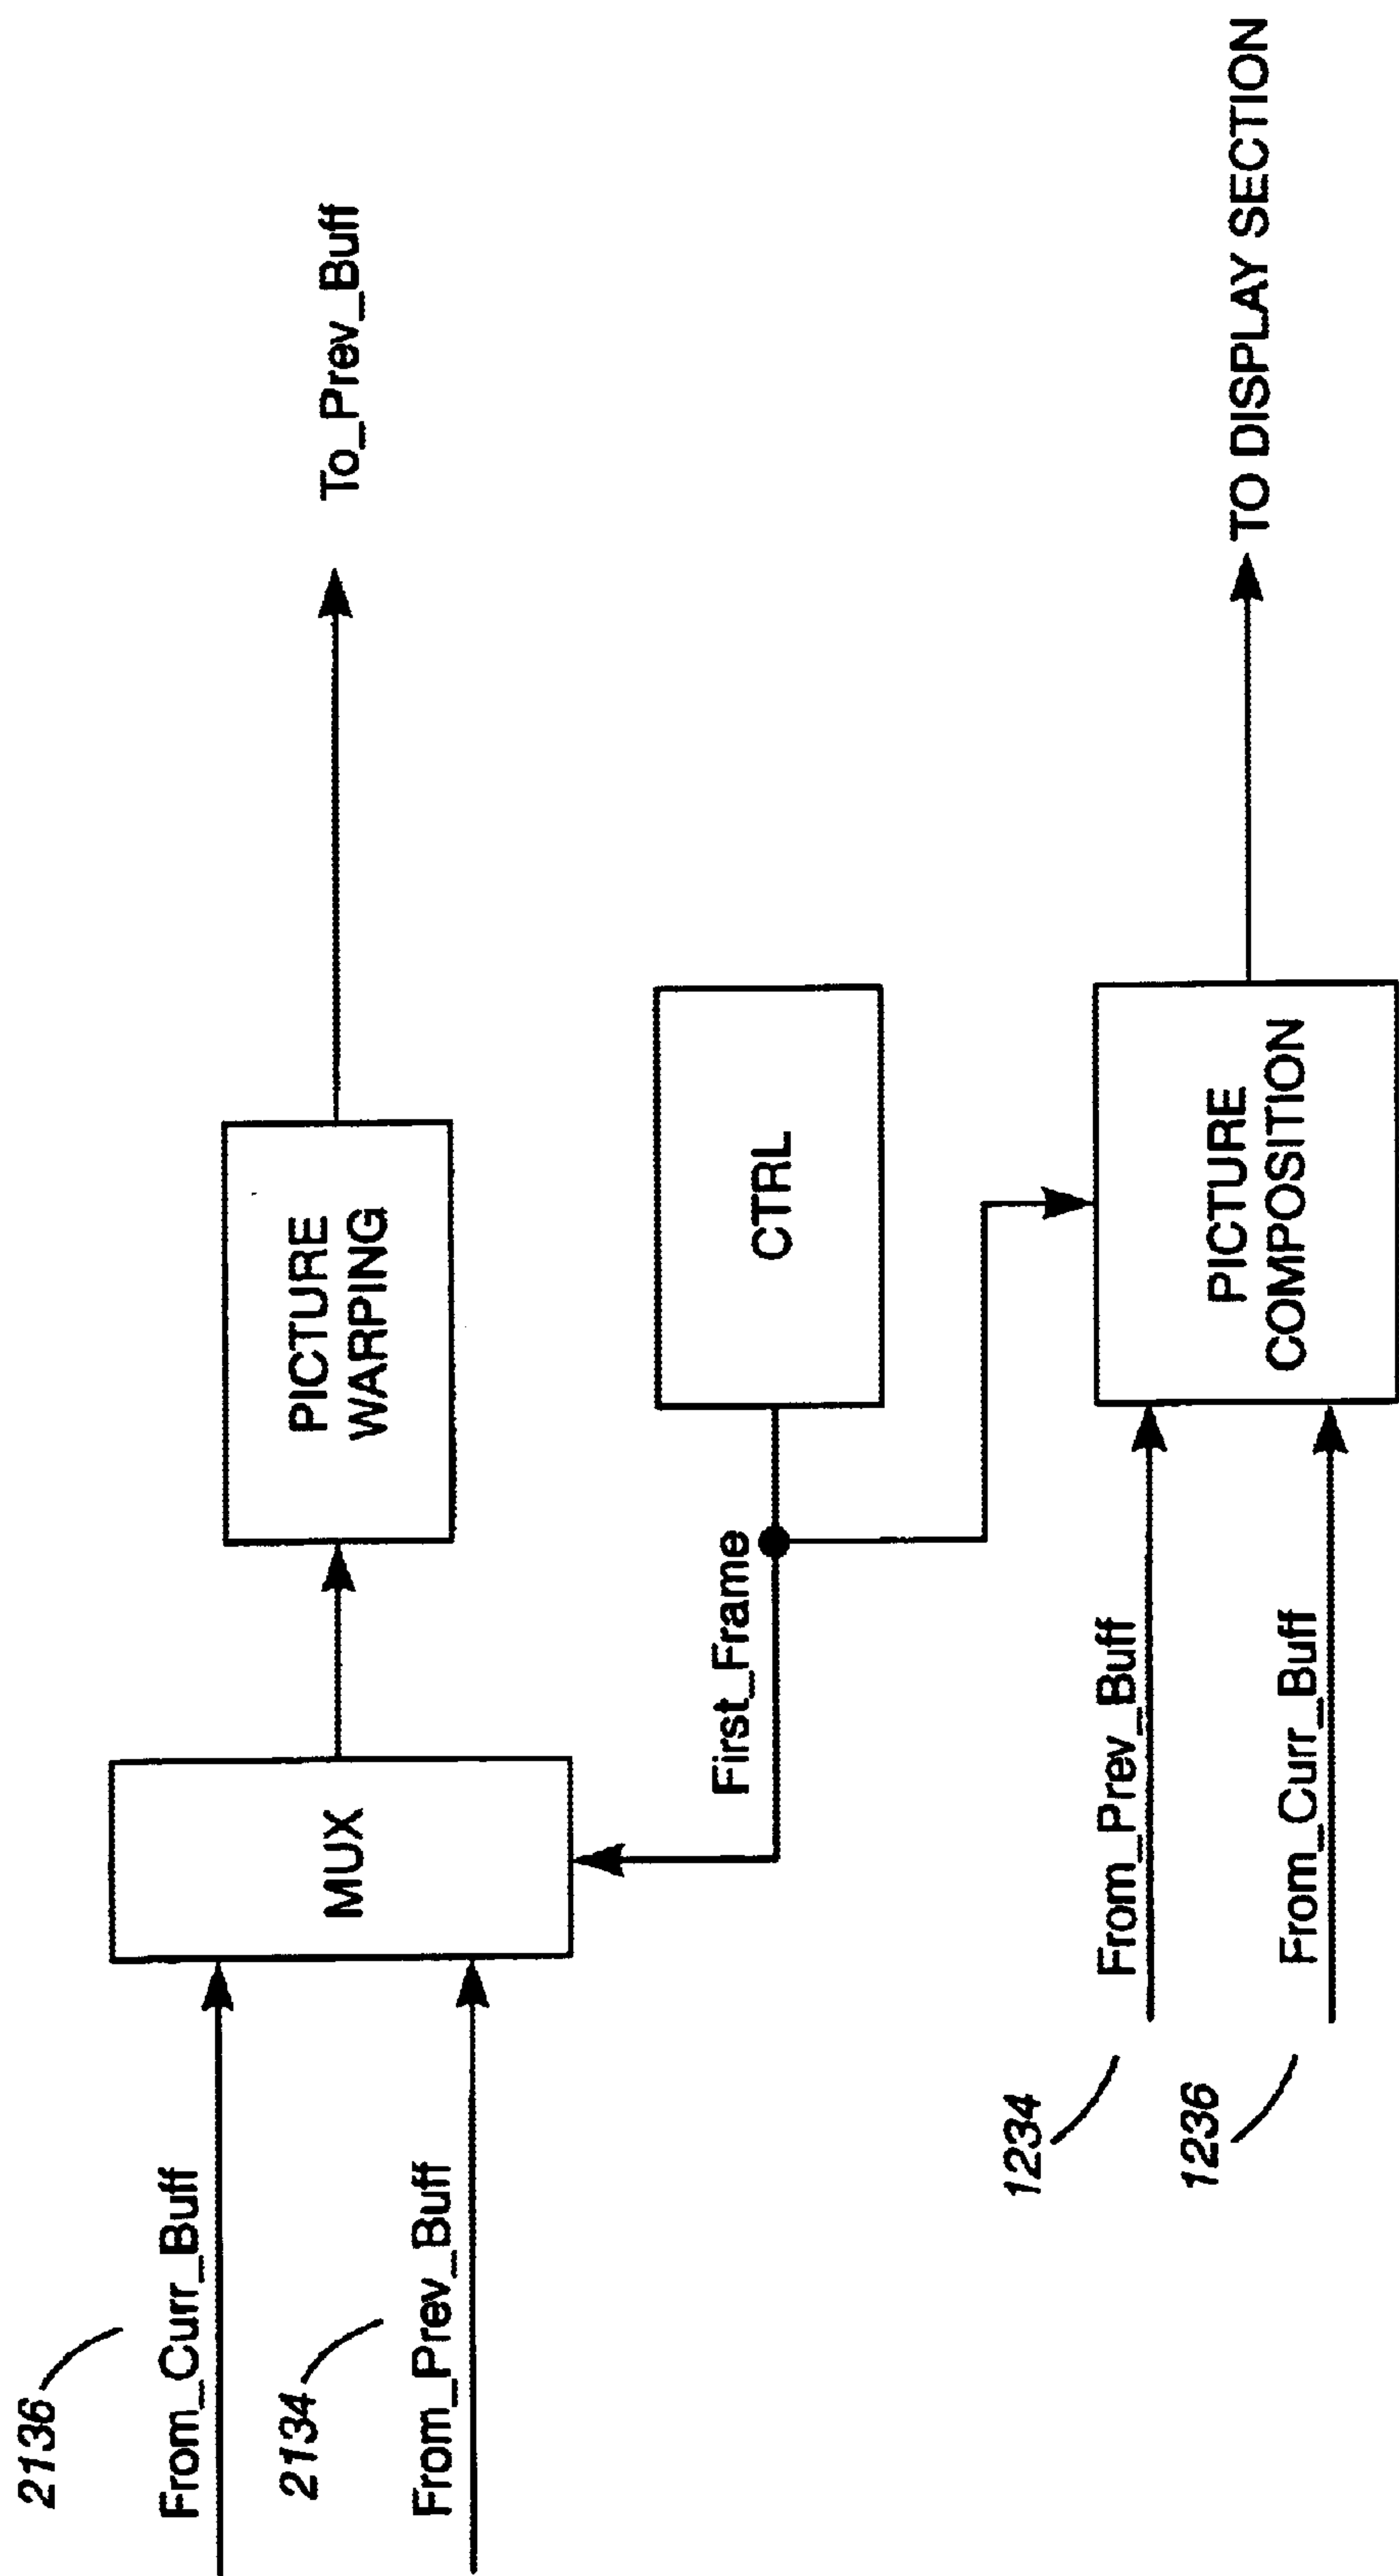 2136
From_Curr_Buff
2134
From_Prev_Buff
MUX
PICTURE
WARPING
To_Prev_Buff
First_Frame
CTRL
1234
From_Prev_Buff
1236
From_Curr_Buff
PICTURE
COMPOSITION
TO DISPLAY SECTION